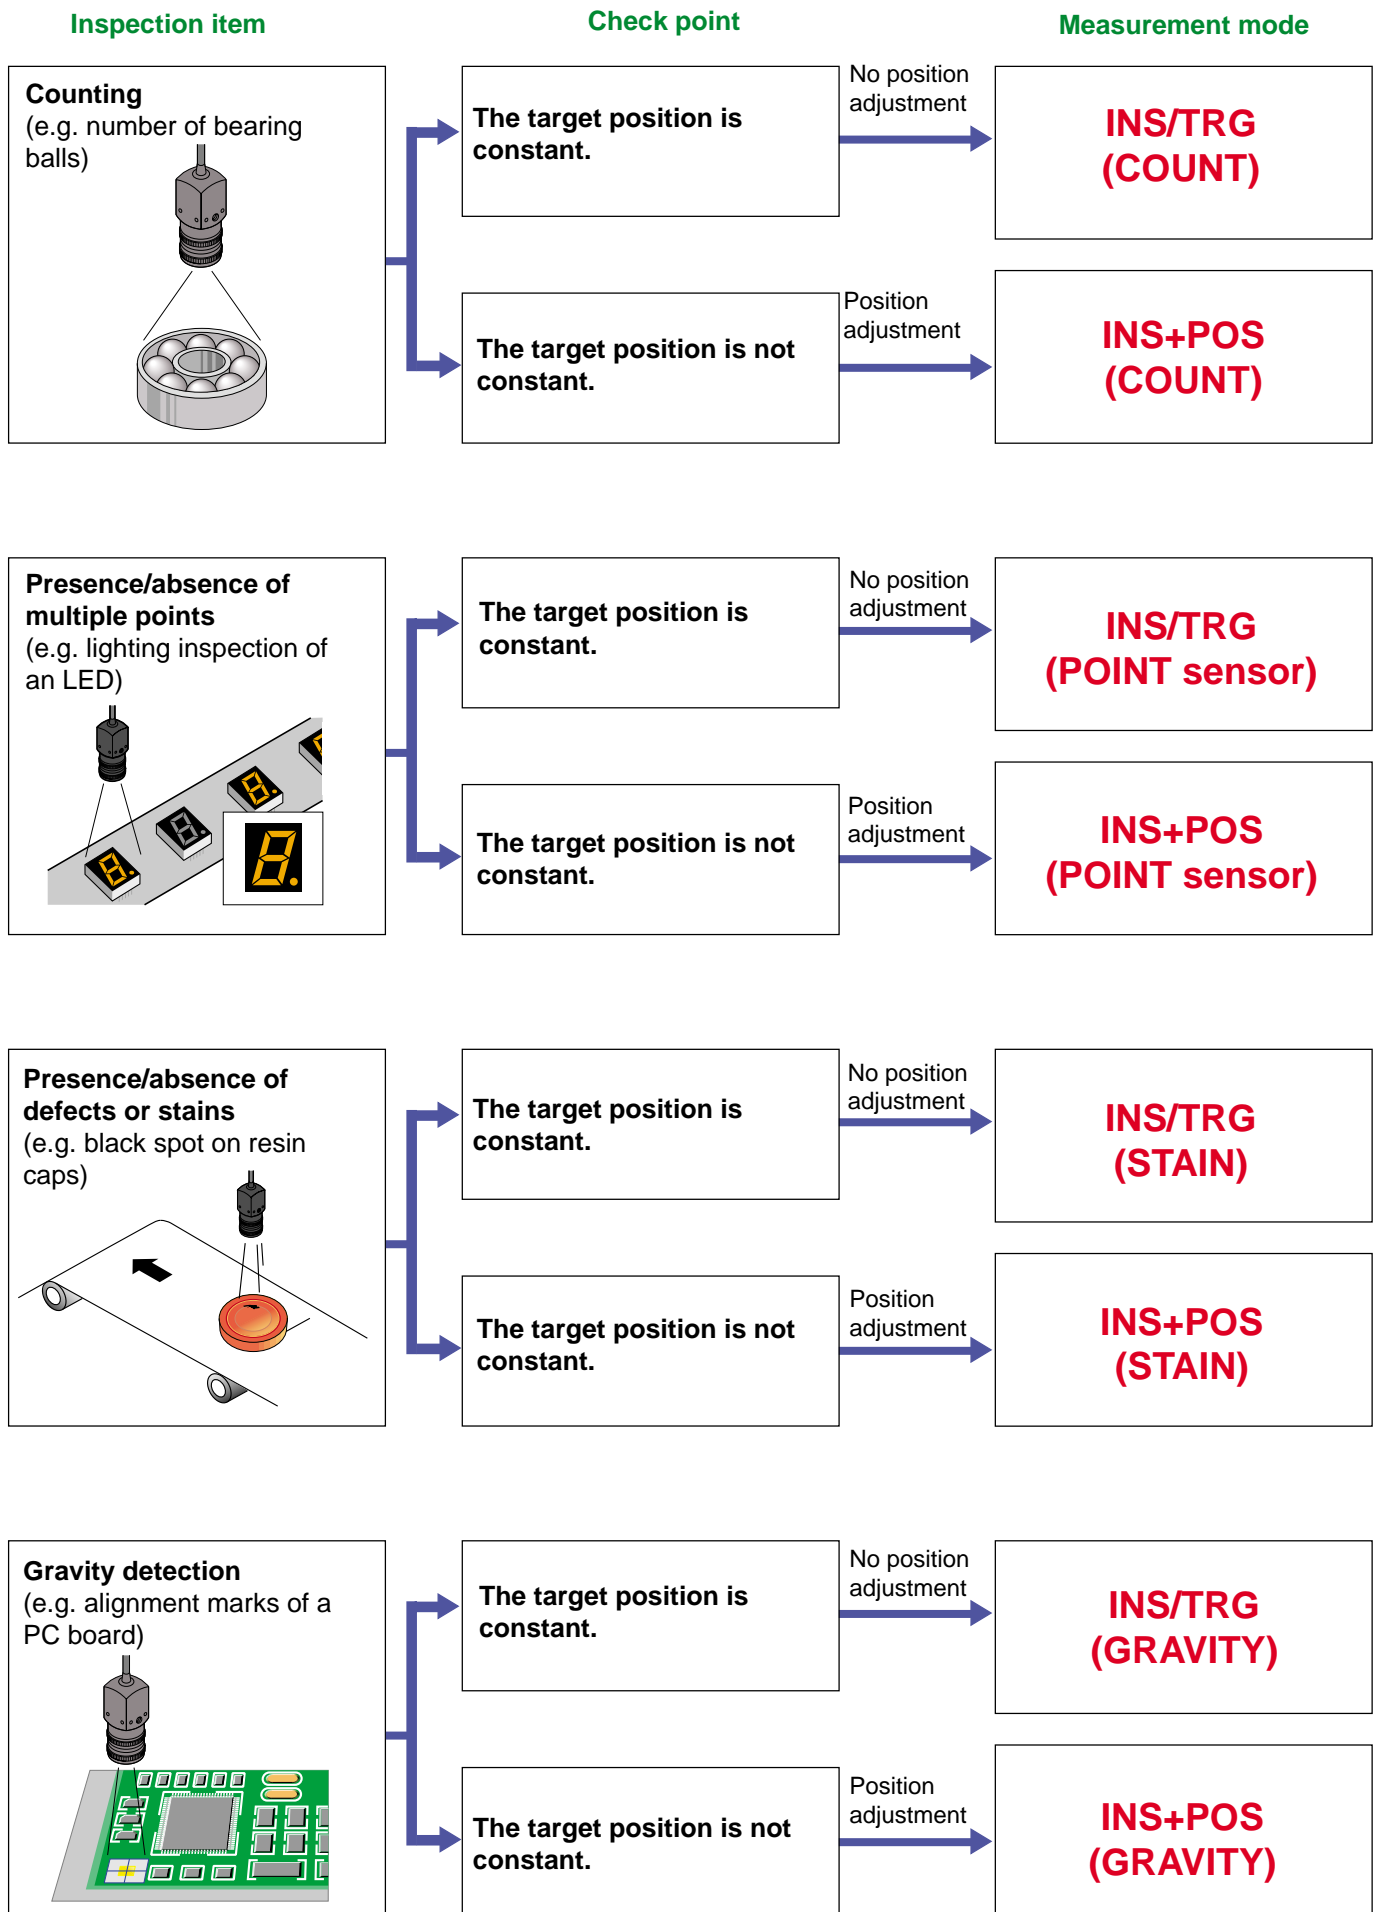 Inspection item
Check point
Measurement mode
Counting
(e.g. number of bearing
balls)
The target position is
constant.
No position
adjustment
INS/TRG
(COUNT)
The target position is not
constant.
Position
adjustment
INS+POS
(COUNT)
Presence/absence of
multiple points
(e.g. lighting inspection of
an LED)
The target position is
constant.
No position
adjustment
INS/TRG
(POINT sensor)
The target position is not
constant.
Position
adjustment
INS+POS
(POINT sensor)
Presence/absence of
defects or stains
(e.g. black spot on resin
caps)
The target position is
constant.
No position
adjustment
INS/TRG
(STAIN)
The target position is not
constant.
Position
adjustment
INS+POS
(STAIN)
Gravity detection
(e.g. alignment marks of a
PC board)
The target position is
constant.
No position
adjustment
INS/TRG
(GRAVITY)
The target position is not
constant.
Position
adjustment
INS+POS
(GRAVITY)